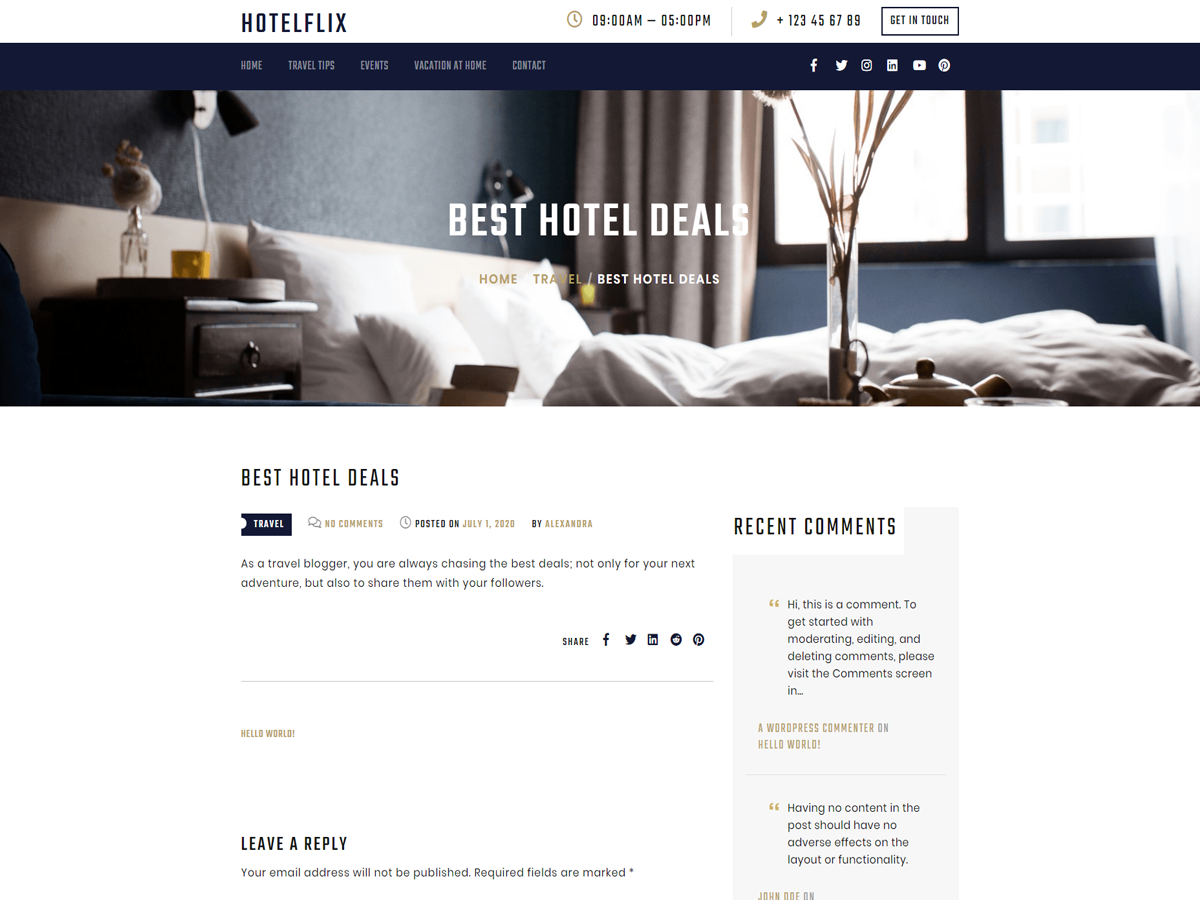 HOTELFLIX
09:00AM — 05:00PM
+ 123 45 67 89
GET IN TOUCH
HOME
TRAVEL TIPS
EVENTS
VACATION AT HOME
CONTACT
BEST HOTEL DEALS
HOME TRAVEL / BEST HOTEL DEALS
BEST HOTEL DEALS
TRAVEL
NO COMMENTS
POSTED ON JULY 1, 2020
BY ALEXANDRA
As a travel blogger, you are always chasing the best deals; not only for your next
adventure, but also to share them with your followers.
SHARE
HELLO WORLD!
LEAVE A REPLY
Your email address will not be published. Required fields are marked *
RECENT COMMENTS
Hi, this is a comment. To
get started with
moderating, editing, and
deleting comments, please
visit the Comments screen
in…
A WORDPRESS COMMENTER ON
HELLO WORLD!
Having no content in the
post should have no
adverse effects on the
layout or functionality.
JOHN DOE ON